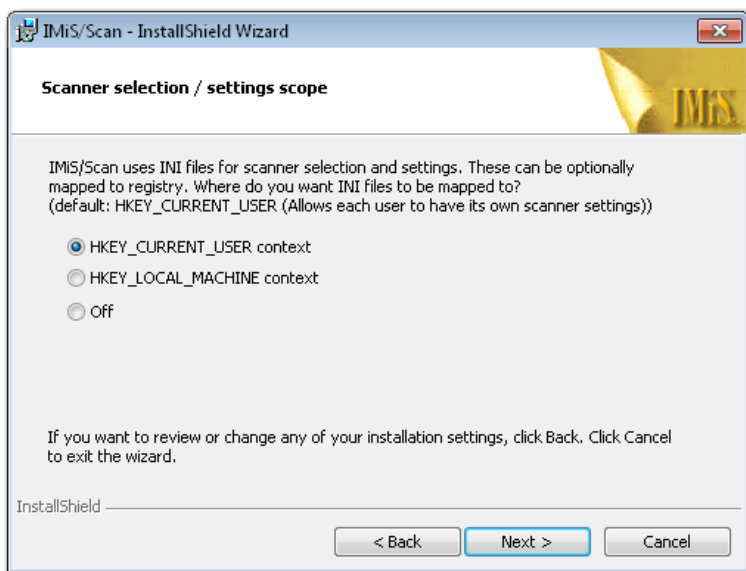 IMiS/Scan - InstallShield Wizard
Scanner selection / settings scope
IMiS
IMiS/Scan uses INI files for scanner selection and settings. These can be optionally
mapped to registry. Where do you want INI files to be mapped to?
(default: HKEY_CURRENT_USER (Allows each user to have its own scanner settings))
HKEY_CURRENT_USER context
HKEY_LOCAL_MACHINE context
Off
If you want to review or change any of your installation settings, click Back. Click Cancel
to exit the wizard.
InstallShield
< Back
Next >
Cancel